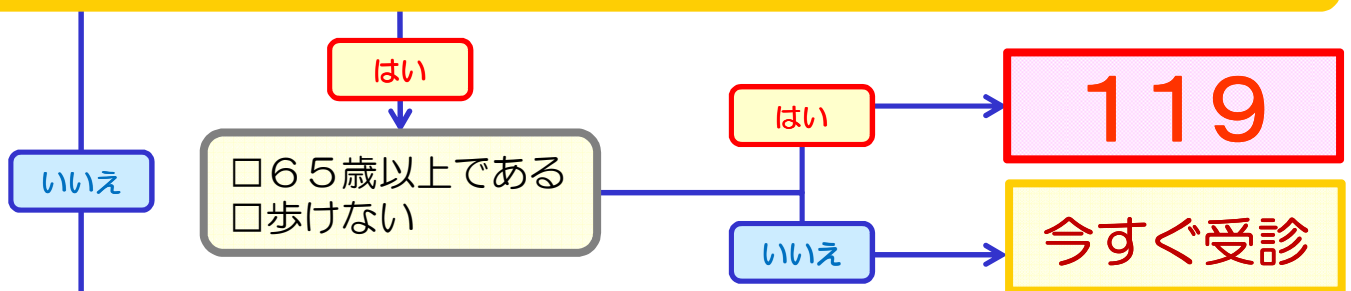 はい
はい
119
いいえ
□65歳以上である
□歩けない
いいえ
今すぐ受診